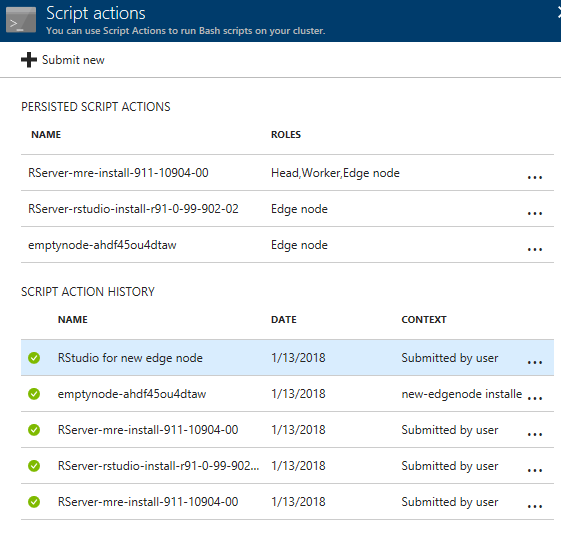 Script actions
You can use Script Actions to run Bash scripts on your cluster.
Submit new
PERSISTED SCRIPT ACTIONS
NAME ROLES
RServer-mre-install-911-10904-00 Head,Worker,Edge node ...
RServer-rstudio-install-r91-0-99-902-02 Edge node ...
emptynode-ahdf45ou4dtaw Edge node ...
SCRIPT ACTION HISTORY
NAME DATE CONTEXT
RStudio for new edge node 1/13/2018 Submitted by user ...
emptynode-ahdf45ou4dtaw 1/13/2018 new-edgenode installe ...
RServer-mre-install-911-10904-00 1/13/2018 Submitted by user ...
RServer-rstudio-install-r91-0-99-902... 1/13/2018 Submitted by user ...
RServer-mre-install-911-10904-00 1/13/2018 Submitted by user ...